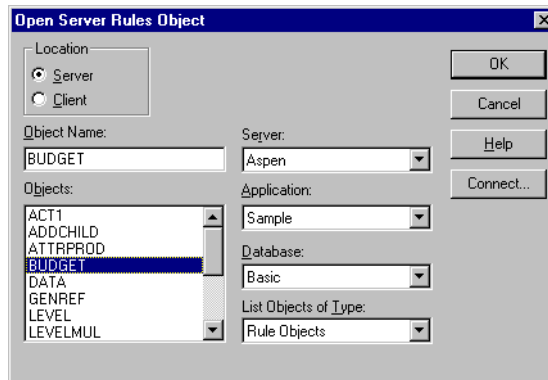 Open Server Rules Object
Location
Server
Client
OK
Cancel
Help
Connect...
Object Name:
BUDGET
Server:
Aspen
Objects:
ACT1
ADDCHILD
ATTRPROD
BUDGET
DATA
GENREF
LEVEL
LEVELMUL
Application:
Sample
Database:
Basic
List Objects of Type:
Rule Objects